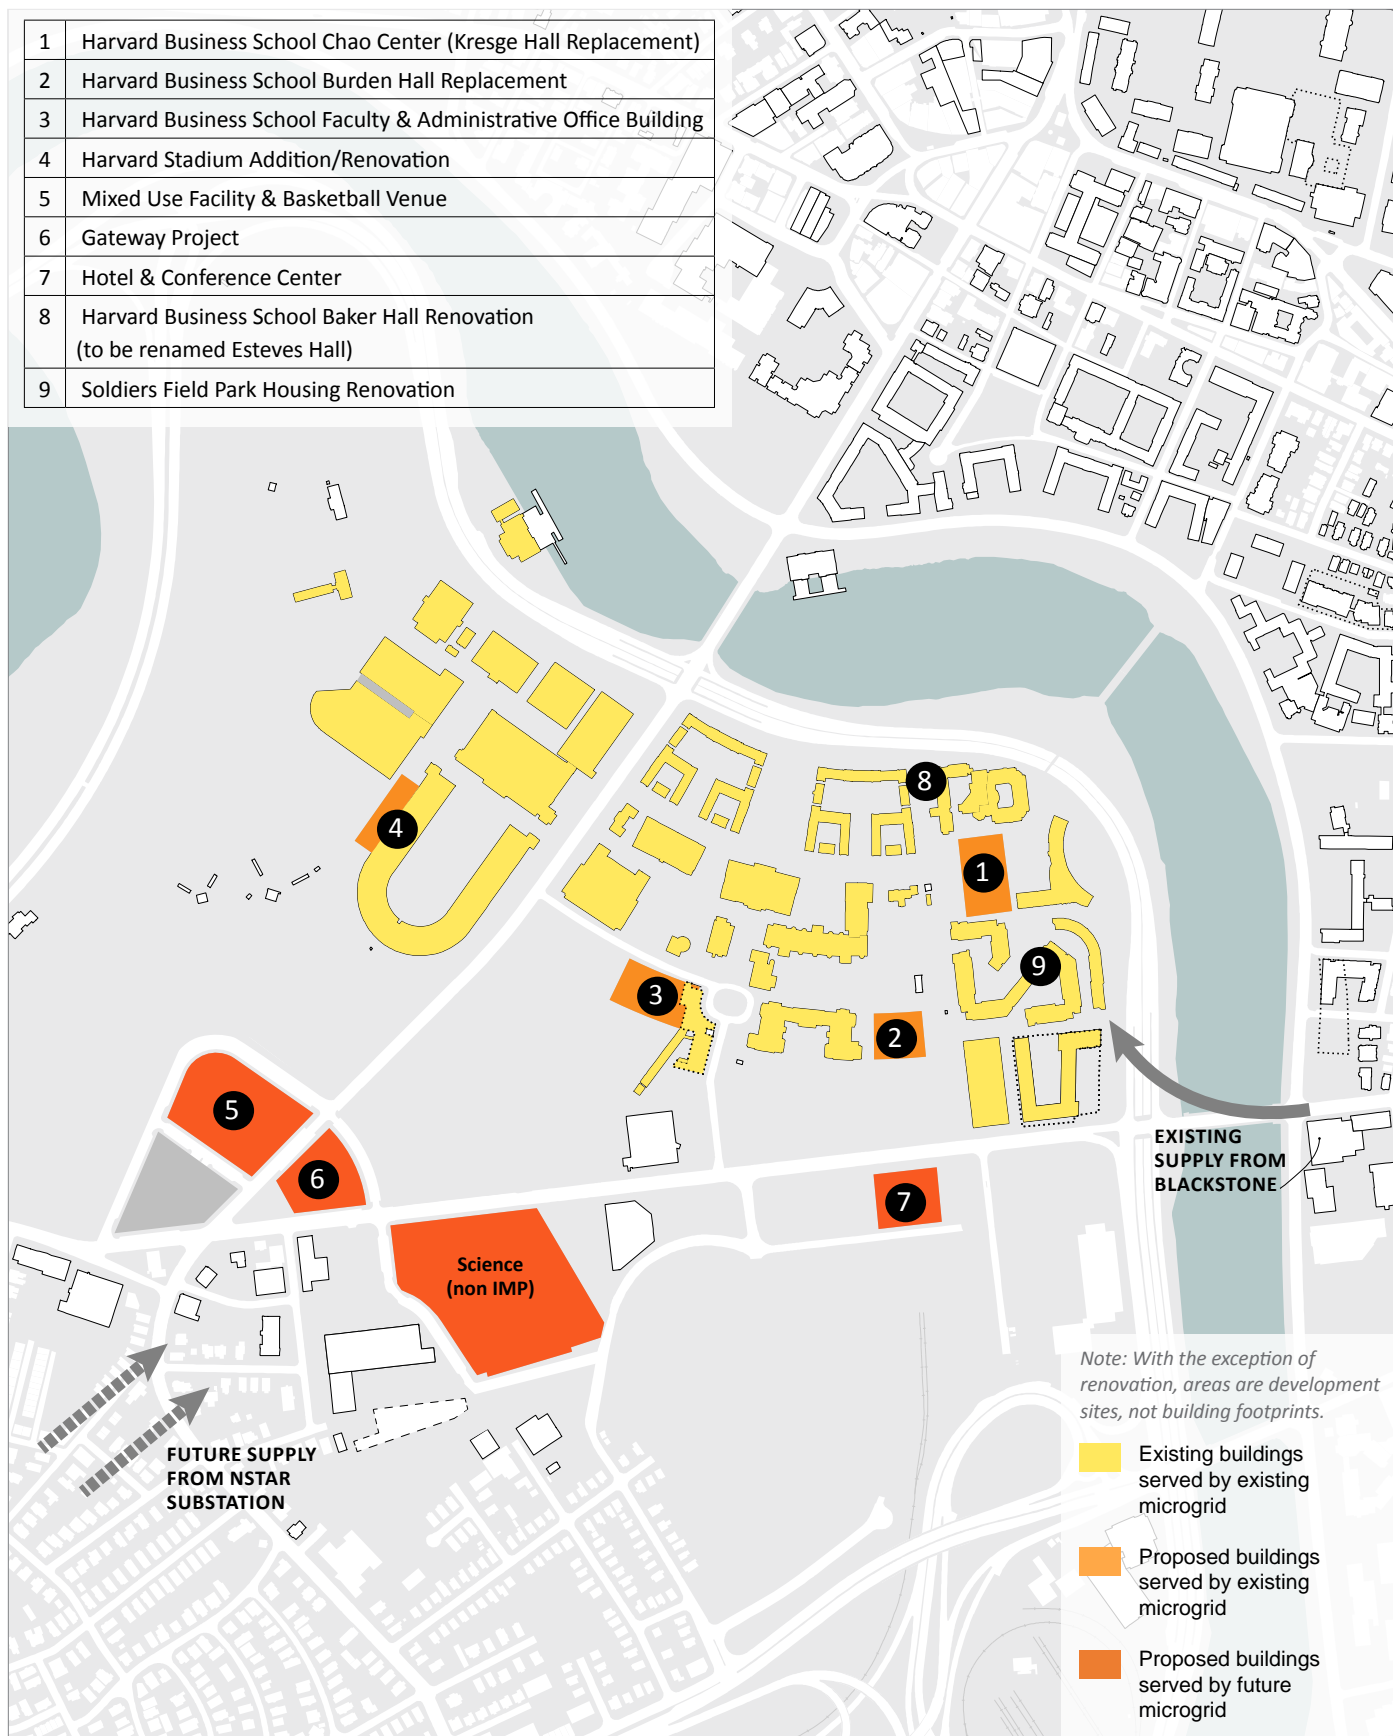 1 Harvard Business School Chao Center (Kresge Hall Replacement)
2 Harvard Business School Burden Hall Replacement
3 Harvard Business School Faculty & Administrative Office Building
4 Harvard Stadium Addition/Renovation
5 Mixed Use Facility & Basketball Venue
6 Gateway Project
7 Hotel & Conference Center
8 Harvard Business School Baker Hall Renovation
(to be renamed Esteves Hall)
9 Soldiers Field Park Housing Renovation
8
4
1
9
3
2
5
6
7
EXISTING
SUPPLY FROM
BLACKSTONE
Science
(non IMP)
FUTURE SUPPLY
FROM NSTAR
SUBSTATION
Note: With the exception of
renovation, areas are development
sites, not building footprints.
Existing buildings
served by existing
microgrid
Proposed buildings
served by existing
microgrid
Proposed buildings
served by future
microgrid